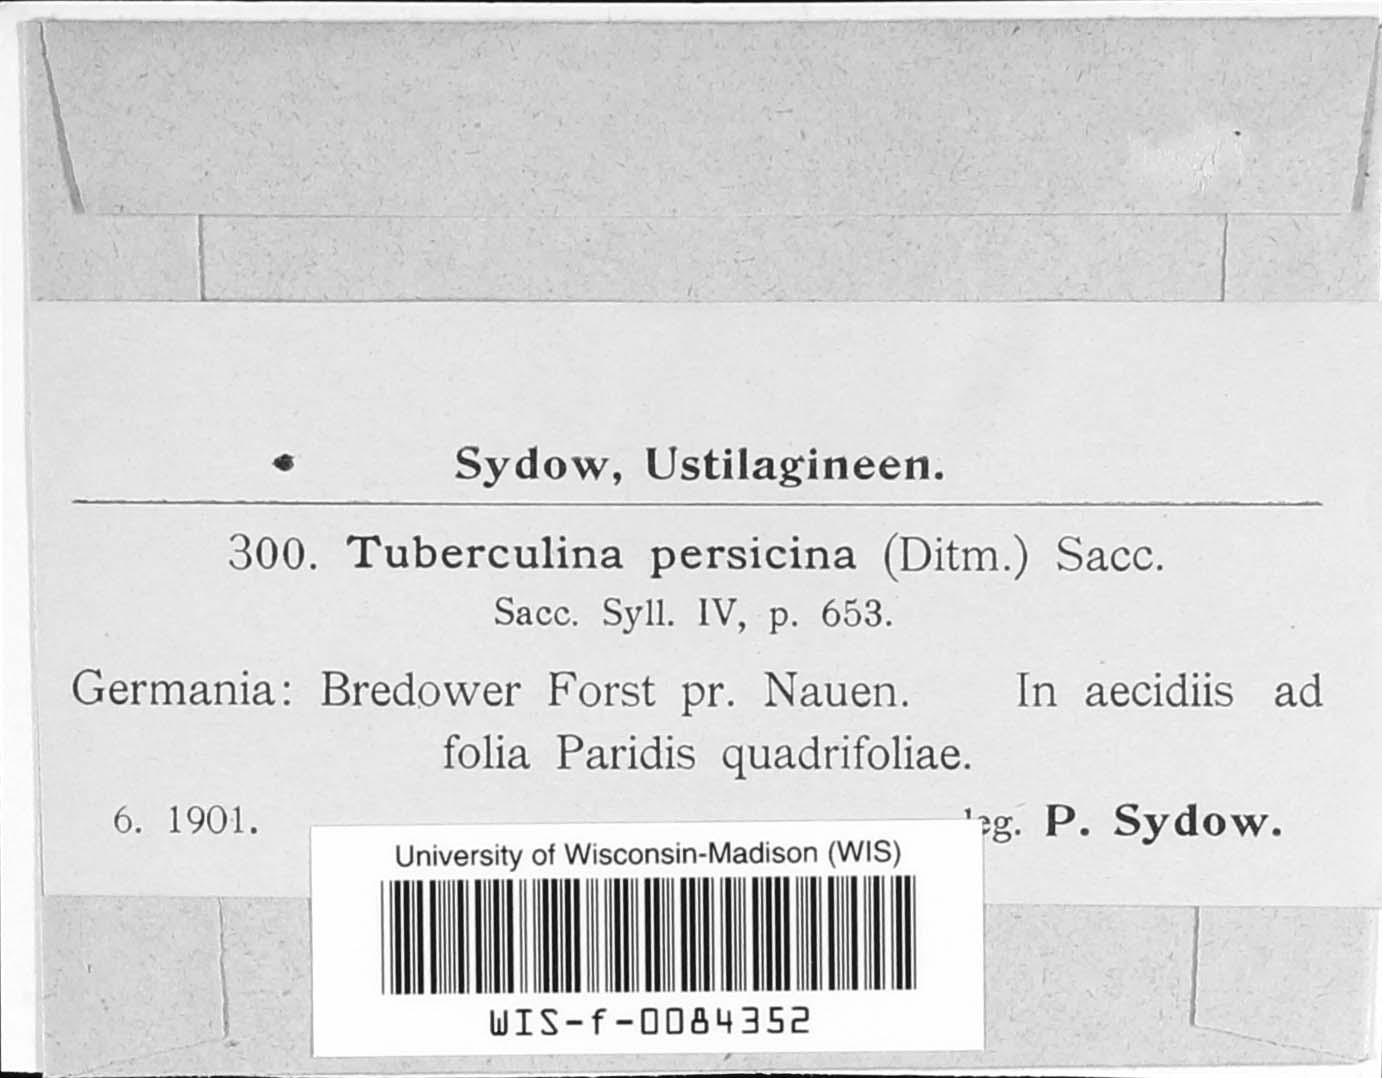 Sydow, Ustilagineen.
300. Tuberculina persicina (Ditm.) Sacc.
Sacc. Syll. IV, p. 653.
Germania: Bredower Forst pr. Nauen. In aecidiis ad
folia Paridis quadrifoliae.
6. 1901. leg. P. Sydow.
University of Wisconsin-Madison (WIS)
WIS-f-0084352